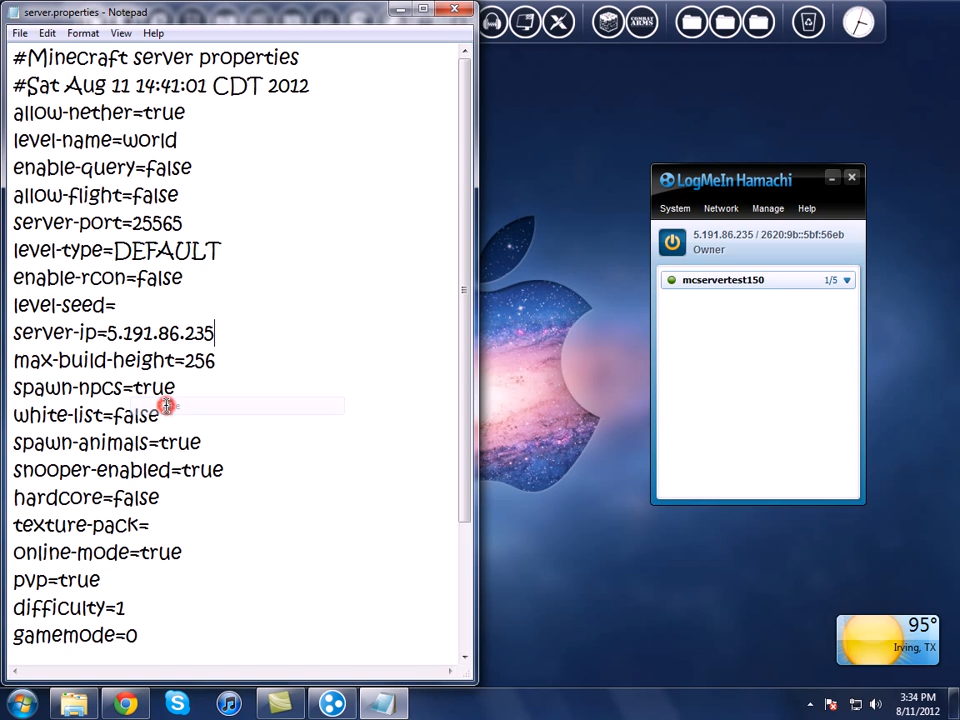 server.properties - Notepad
File Edit Format View Help
#Minecraft server properties
#Sat Aug 11 14:41:01 CDT 2012
allow-nether=true
level-name=world
enable-query=false
allow-flight=false
server-port=25565
level-type=DEFAULT
enable-rcon=false
level-seed=
server-ip=5.191.86.235
max-build-height=256
spawn-npcs=true
white-list=false
spawn-animals=true
snooper-enabled=true
hardcore=false
texture-pack=
online-mode=true
pvp=true
difficulty=1
gamemode=0
COMBAT ARMS
LogMeIn Hamachi
System Network Manage Help
5.191.86.235 / 2620:9b::5bf:56eb
Owner
mcservertest150 1/5
95°
Irving, TX
3:34 PM
8/11/2012